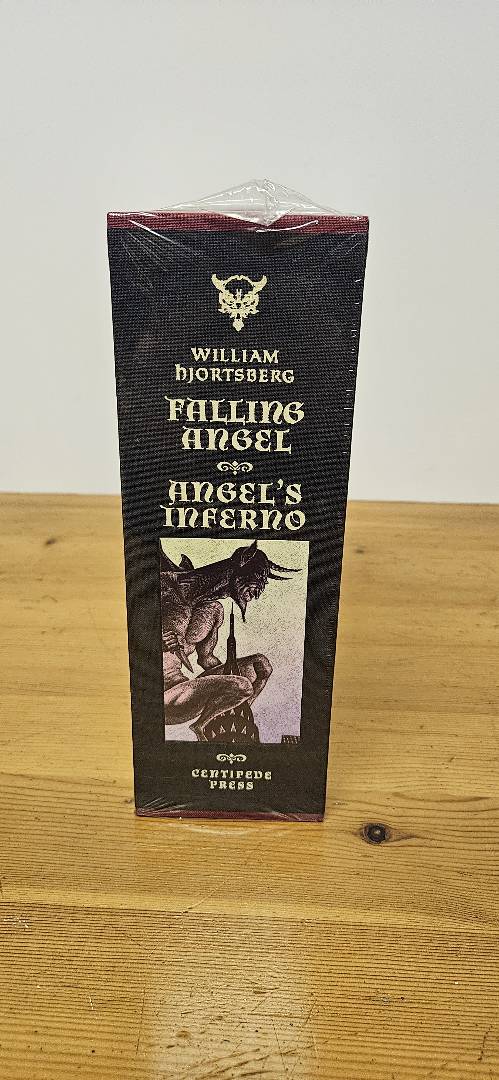 WILLIAM
HJORTSBERG
FALLING
ANGEL
ANGEL'S
INFERNO
CENTIPEDE
PRESS